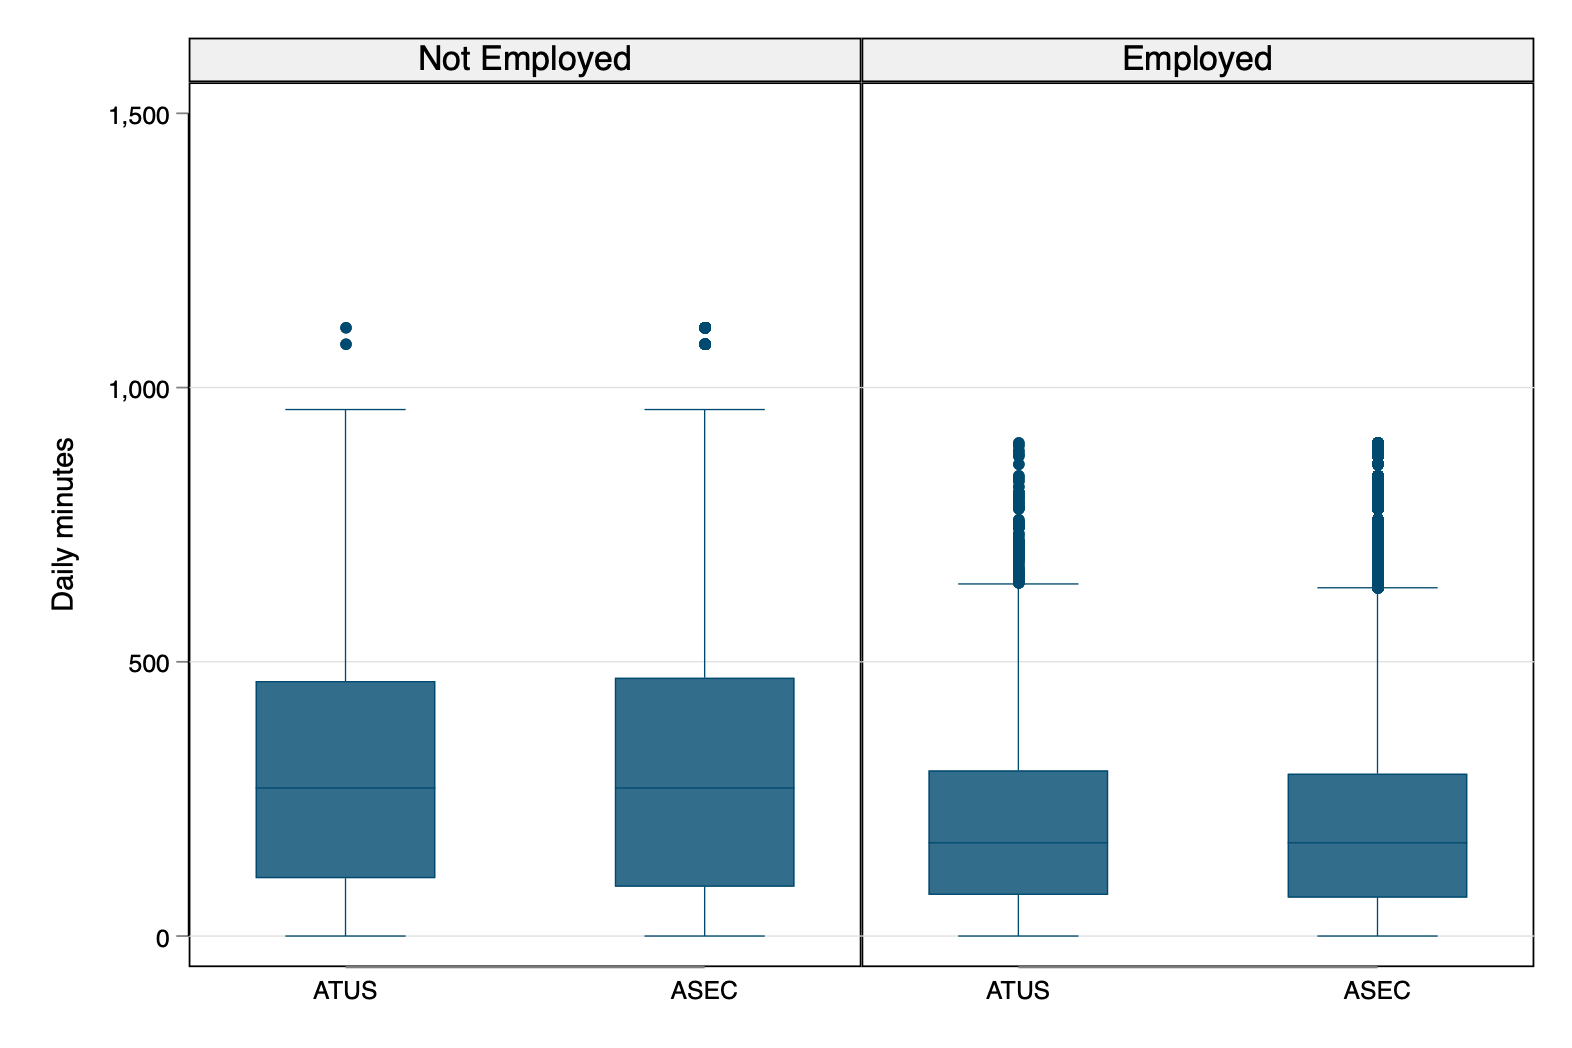 Not Employed
Employed
1,500
1,000
500
0
Daily minutes
ATUS
ASEC
ATUS
ASEC